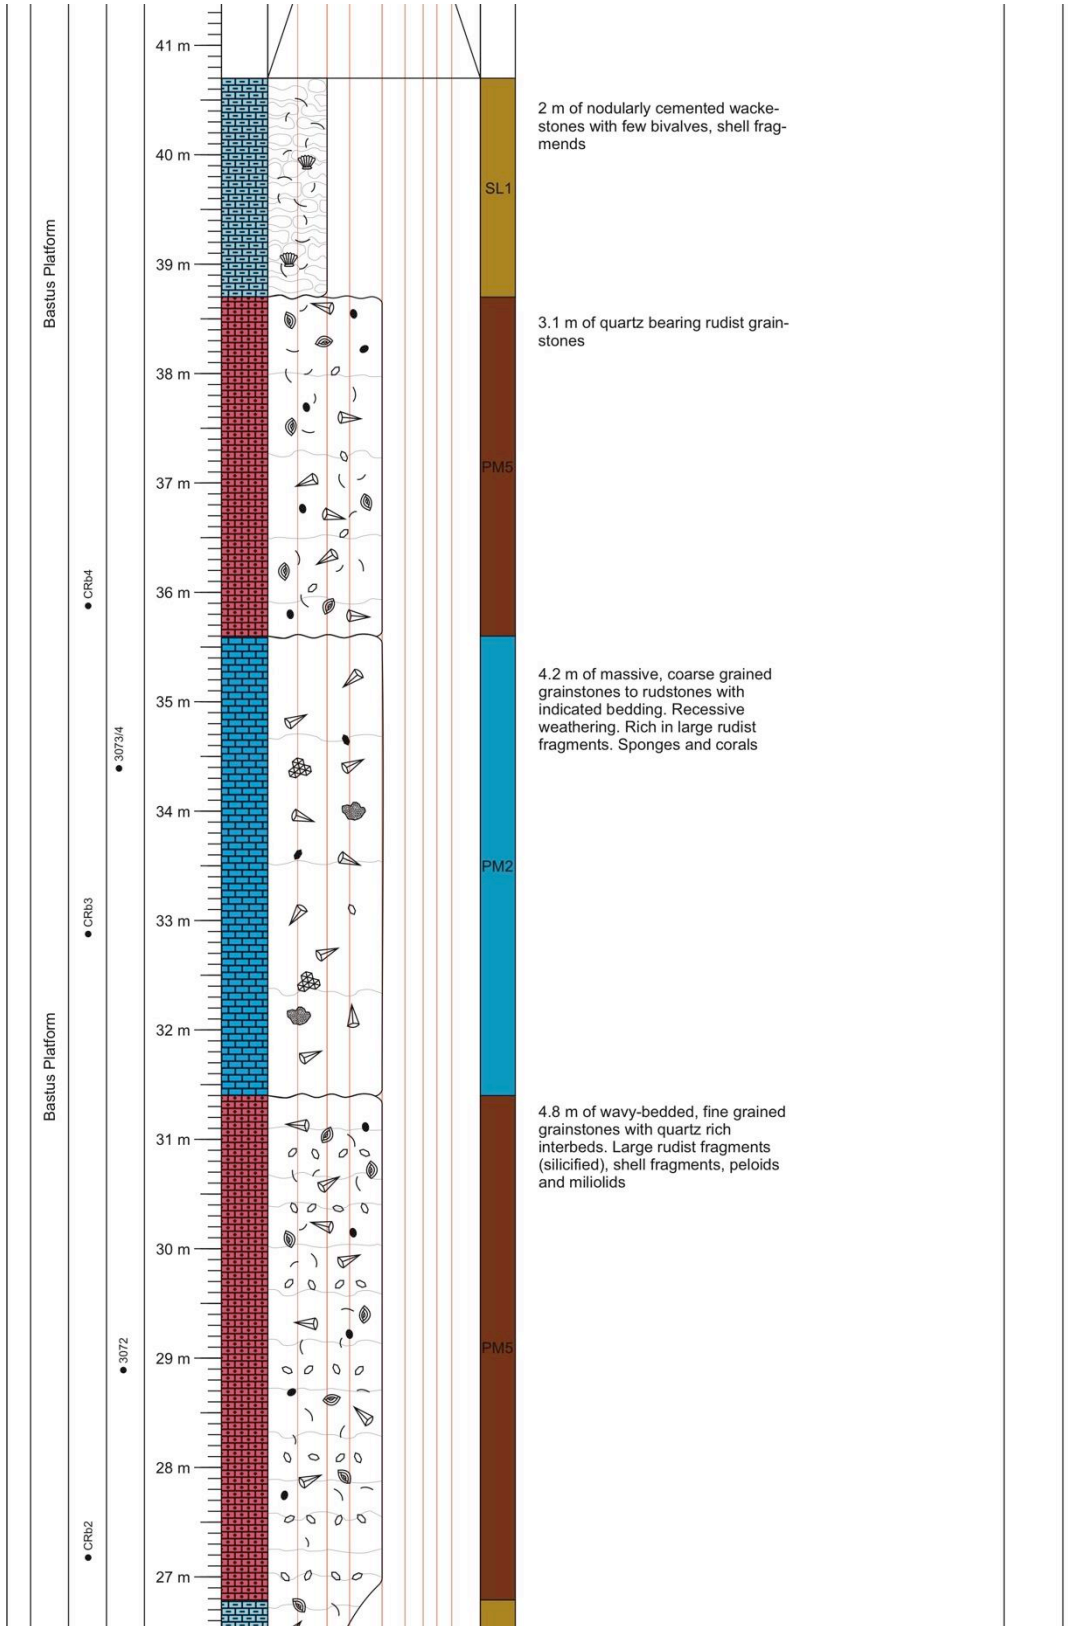 41 m
2 m of nodularly cemented wacke-
stones with few bivalves, shell frag-
mends
40 m
SL1
Bastus Platform
39 m
3.1 m of quartz bearing rudist grain-
stones
38 m
PM5
37 m
CRb4
36 m
4.2 m of massive, coarse grained
grainstones to rudstones with
indicated bedding. Recessive
weathering. Rich in large rudist
fragments. Sponges and corals
35 m
3073/4
34 m
PM2
CRb3
33 m
32 m
Bastus Platform
4.8 m of wavy-bedded, fine grained
grainstones with quartz rich
interbeds. Large rudist fragments
(silicified), shell fragments, peloids
and miliolids
31 m
30 m
3072
29 m
PM5
28 m
CRb2
27 m